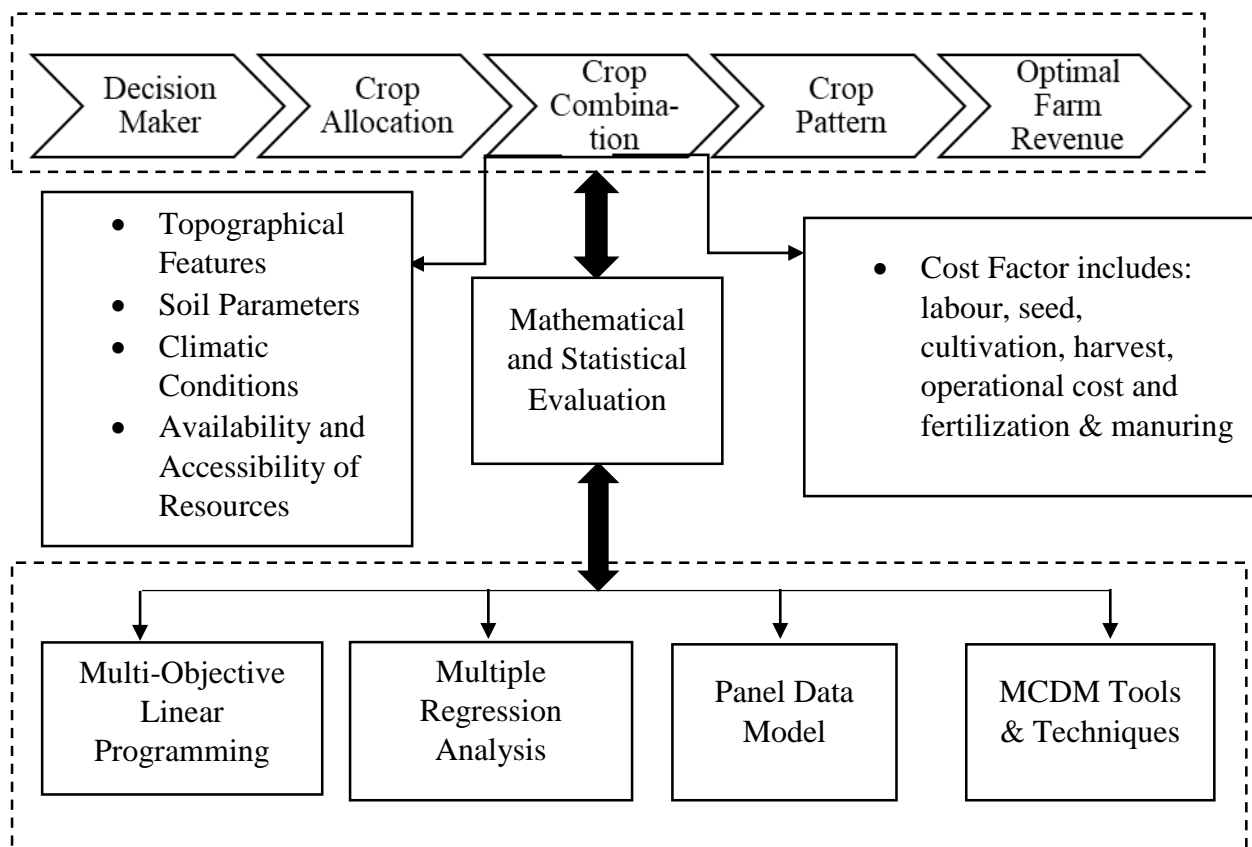 Decision
Maker
Crop
Allocation
Crop
Combina-
tion
Crop
Pattern
Optimal
Farm
Revenue
• Topographical
Features
• Soil Parameters
• Climatic
Conditions
• Availability and
Accessibility of
Resources
Mathematical
and Statistical
Evaluation
• Cost Factor includes:
labour, seed,
cultivation, harvest,
operational cost and
fertilization & manuring
Multi-Objective
Linear
Programming
Multiple
Regression
Analysis
Panel Data
Model
MCDM Tools
& Techniques